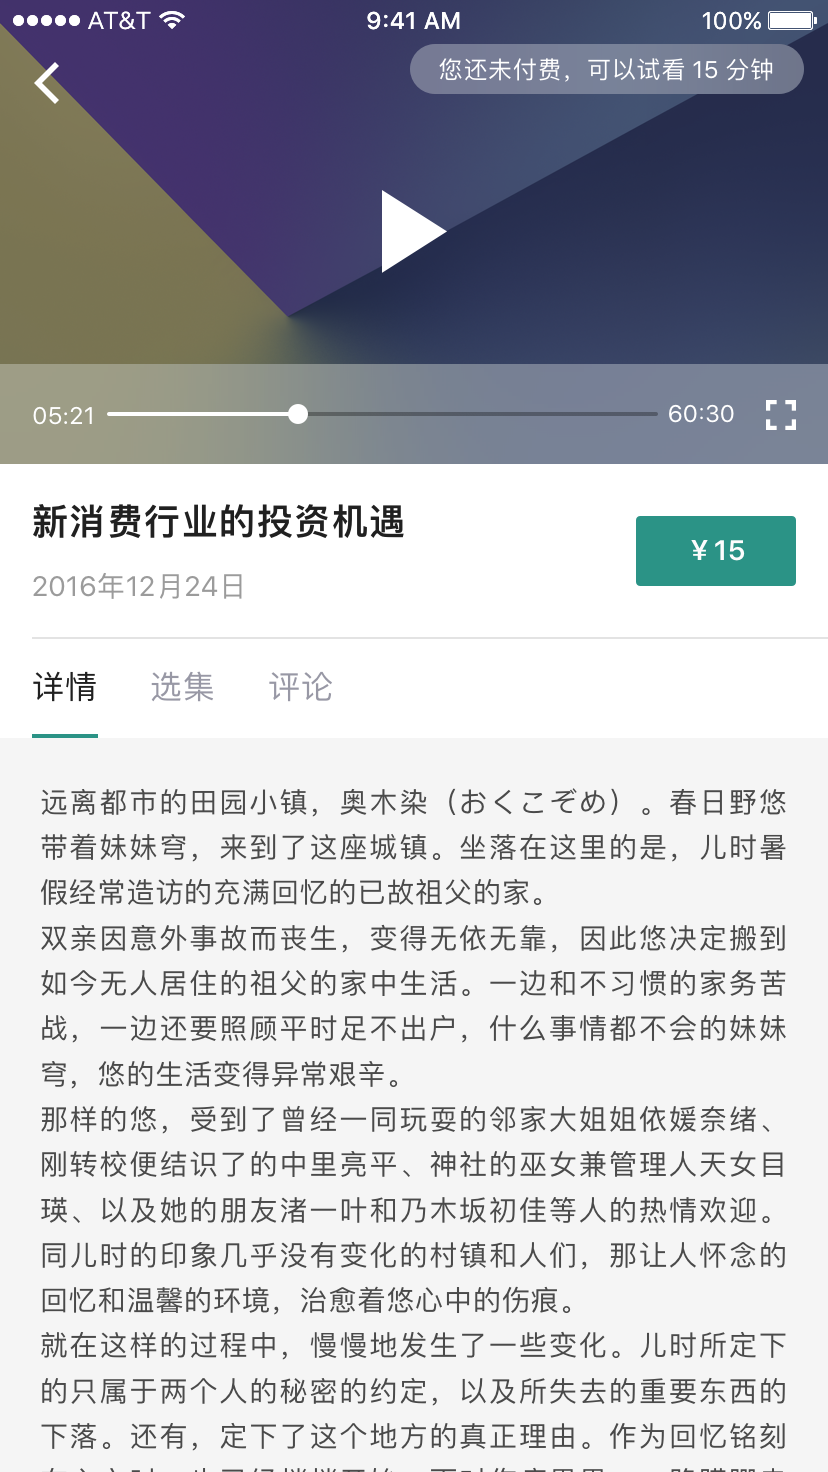 AT&T 9:41 AM 100%
您还未付费，可以试看 15 分钟
05:21 60:30
新消费行业的投资机遇
¥ 15
2016年12月24日
详情 选集 评论
远离都市的田园小镇，奥木染（おくこぞめ）。春日野悠
带着妹妹穹，来到了这座城镇。坐落在这里的是，儿时暑
假经常造访的充满回忆的已故祖父的家。
双亲因意外事故而丧生，变得无依无靠，因此悠决定搬到
如今无人居住的祖父的家中生活。一边和不习惯的家务苦
战，一边还要照顾平时足不出户，什么事情都不会的妹妹
穹，悠的生活变得异常艰辛。
那样的悠，受到了曾经一同玩耍的邻家大姐姐依媛奈绪、
刚转校便结识了的中里亮平、神社的巫女兼管理人天女目
瑛、以及她的朋友渚一叶和乃木坂初佳等人的热情欢迎。
同儿时的印象几乎没有变化的村镇和人们，那让人怀念的
回忆和温馨的环境，治愈着悠心中的伤痕。
就在这样的过程中，慢慢地发生了一些变化。儿时所定下
的只属于两个人的秘密的约定，以及所失去的重要东西的
下落。还有，定下了这个地方的真正理由。作为回忆铭刻